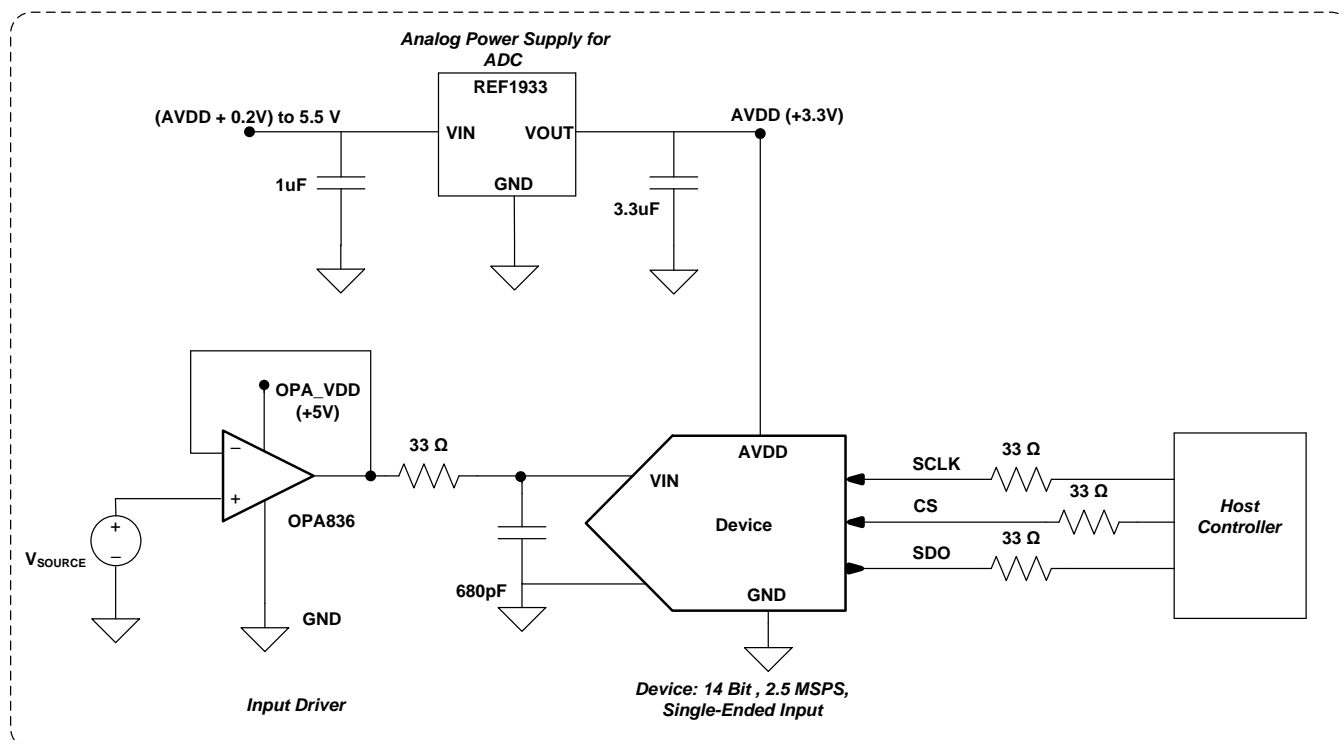 Analog Power Supply for
ADC
REF1933
(AVDD + 0.2V) to 5.5 V
VIN
VOUT
AVDD (+3.3V)
GND
1uF
3.3uF
OPA_VDD
(+5V)
33 Ω
−
+
OPA836
+
−
VSOURCE
GND
680pF
AVDD
VIN
Device
GND
SCLK
33 Ω
33 Ω
CS
33 Ω
SDO
Host
Controller
Input Driver
Device: 14 Bit , 2.5 MSPS,
Single-Ended Input